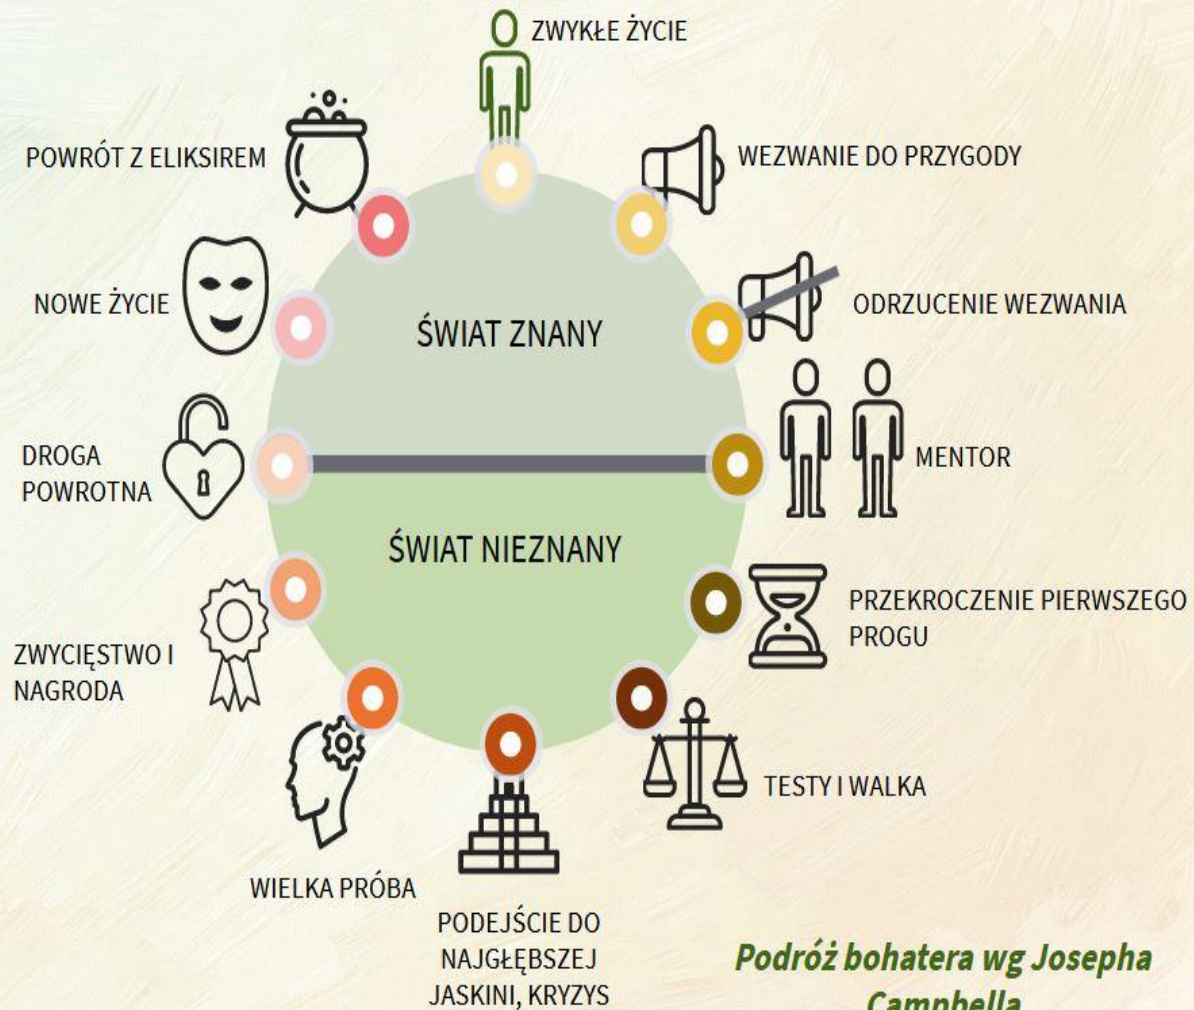 ZWYKŁE ŻYCIE
WEZWANIE DO PRZYGODY
ODRZUCENIE WEZWANIA
MENTOR
PRZEKROCZENIE PIERWSZEGO
PROGU
TESTY I WALKA
PODEJŚCIE DO
NAJGŁĘBSZEJ
JASKINI, KRYZYS
WIELKA PRÓBA
ZWYCIĘSTWO I
NAGRODA
DROGA
POWROTNA
NOWE ŻYCIE
POWRÓT Z ELIKSIREM
ŚWIAT ZNANY
ŚWIAT NIEZNANY
Podróż bohatera wg Josepha
Campbella